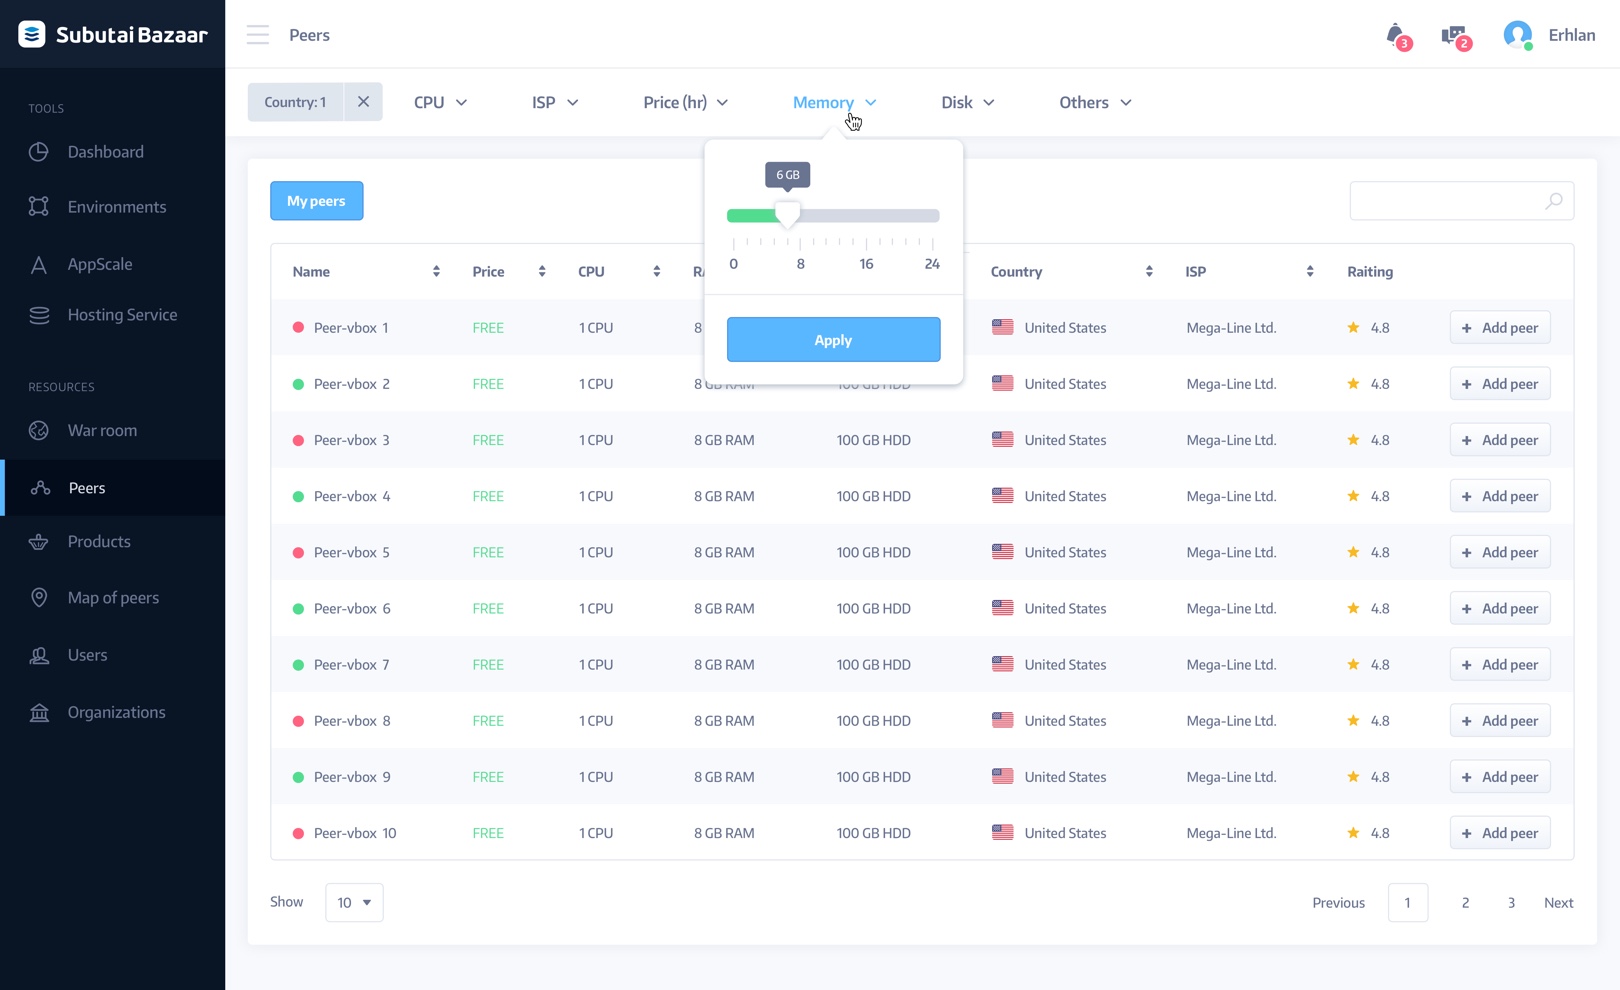 Subutai Bazaar
Peers
3
2
Erhlan
Country: 1
CPU
ISP
Price (hr)
Memory
Disk
Others
TOOLS
Dashboard
Environments
AppScale
Hosting Service
RESOURCES
War room
Peers
Products
Map of peers
Users
Organizations
6 GB
0 8 16 24
Apply
My peers
Name Price CPU Country ISP Raiting
Peer-vbox 1 FREE 1 CPU 8 United States Mega-Line Ltd. 4.8 + Add peer
Peer-vbox 2 FREE 1 CPU 8 GB RAM 100 GB HDD United States Mega-Line Ltd. 4.8 + Add peer
Peer-vbox 3 FREE 1 CPU 8 GB RAM 100 GB HDD United States Mega-Line Ltd. 4.8 + Add peer
Peer-vbox 4 FREE 1 CPU 8 GB RAM 100 GB HDD United States Mega-Line Ltd. 4.8 + Add peer
Peer-vbox 5 FREE 1 CPU 8 GB RAM 100 GB HDD United States Mega-Line Ltd. 4.8 + Add peer
Peer-vbox 6 FREE 1 CPU 8 GB RAM 100 GB HDD United States Mega-Line Ltd. 4.8 + Add peer
Peer-vbox 7 FREE 1 CPU 8 GB RAM 100 GB HDD United States Mega-Line Ltd. 4.8 + Add peer
Peer-vbox 8 FREE 1 CPU 8 GB RAM 100 GB HDD United States Mega-Line Ltd. 4.8 + Add peer
Peer-vbox 9 FREE 1 CPU 8 GB RAM 100 GB HDD United States Mega-Line Ltd. 4.8 + Add peer
Peer-vbox 10 FREE 1 CPU 8 GB RAM 100 GB HDD United States Mega-Line Ltd. 4.8 + Add peer
Show 10
Previous 1 2 3 Next